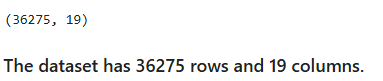 (36275, 19)
The dataset has 36275 rows and 19 columns.